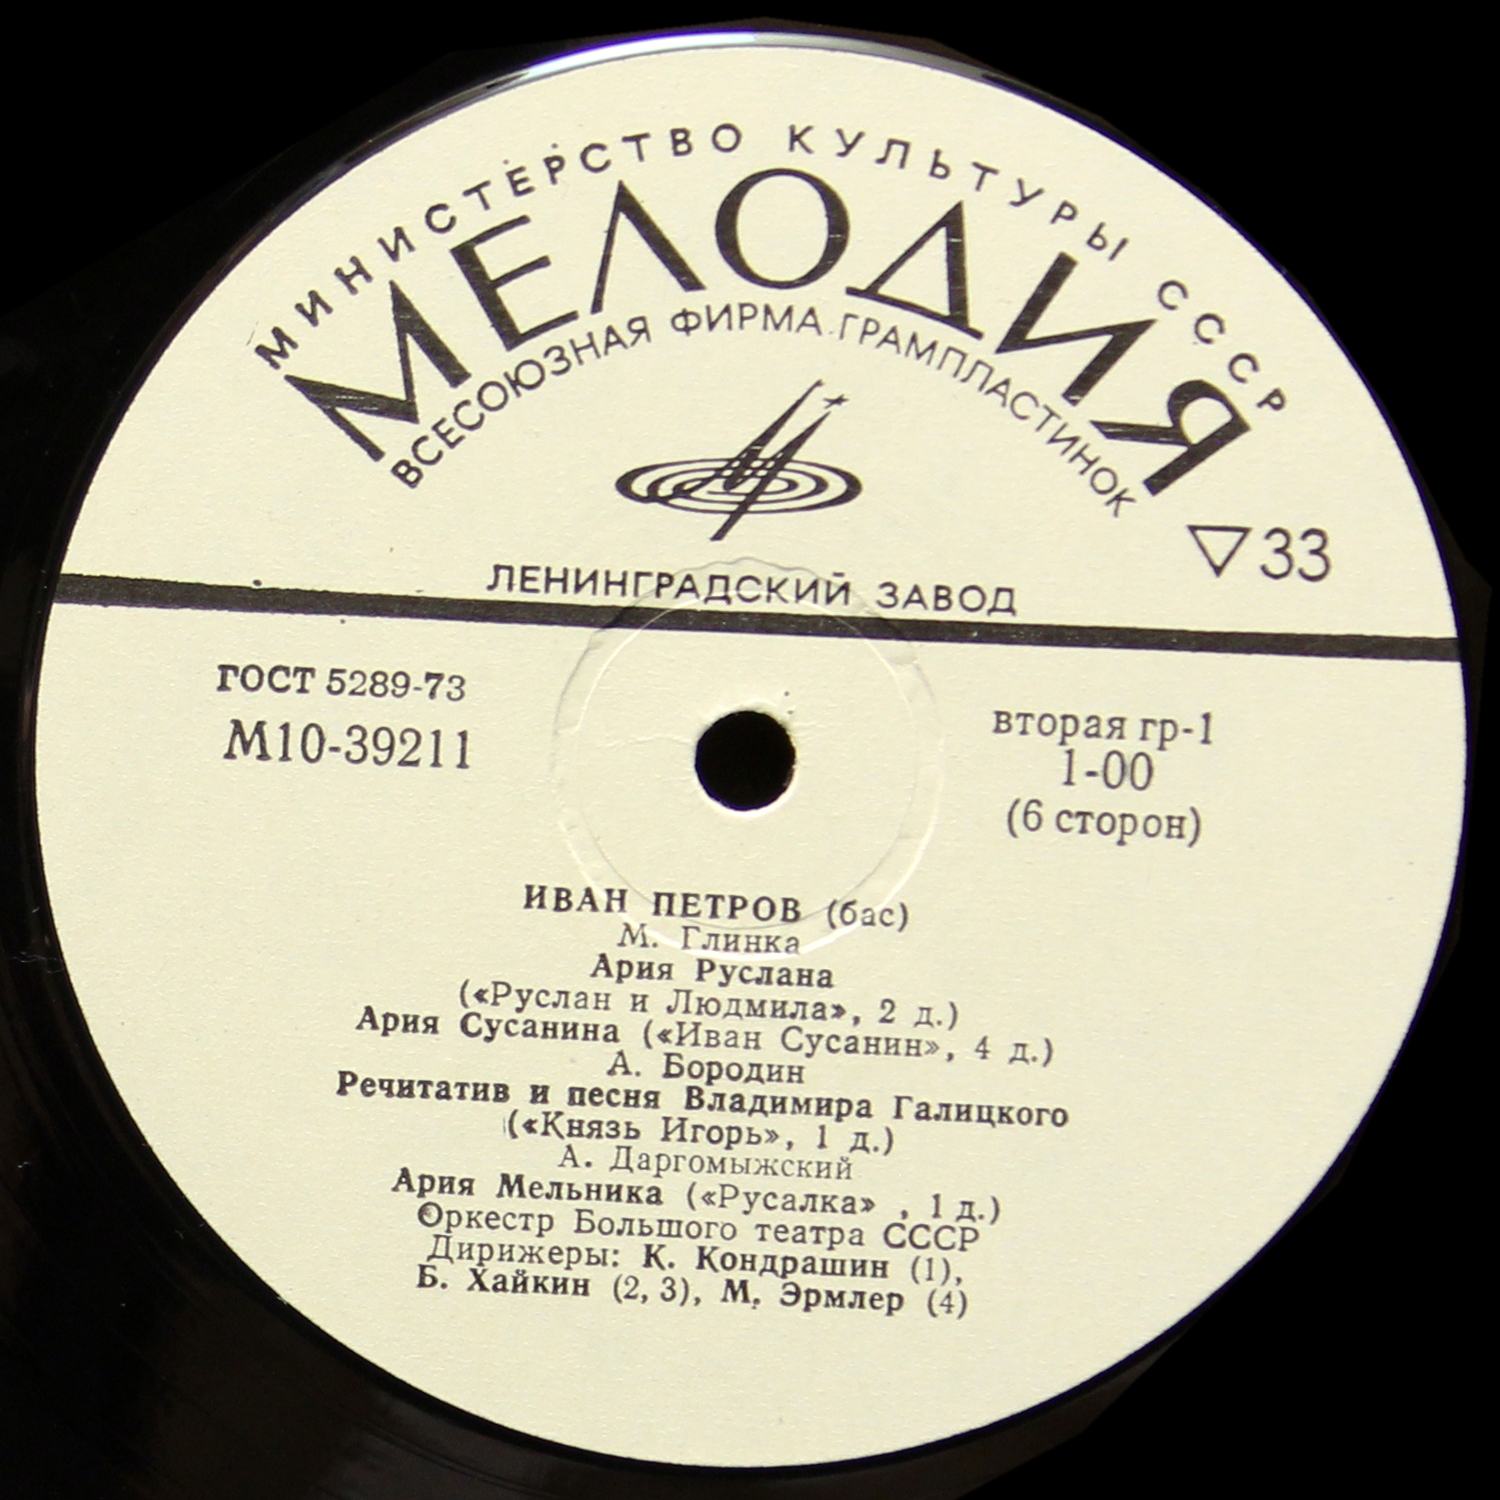 МИНИСТЕРСТВО КУЛЬТУРЫ СССР
МЕЛОДИЯ
ВСЕСОЮЗНАЯ ФИРМА ГРАМПЛАСТИНОК
▽33
ЛЕНИНГРАДСКИЙ ЗАВОД
ГОСТ 5289-73
М10-39211
вторая гр-1
1-00
(6 сторон)
ИВАН ПЕТРОВ (бас)
М. Глинка
Ария Руслана
(«Руслан и Людмила», 2 д.)
Ария Сусанина («Иван Сусанин», 4 д.)
А. Бородин
Речитатив и песня Владимира Галицкого
(«Князь Игорь», 1 д.)
А. Даргомыжский
Ария Мельника («Русалка» , 1 д.)
Оркестр Большого театра СССР
Дирижеры: К. Кондрашин (1),
Б. Хайкин (2, 3), М. Эрмлер (4)